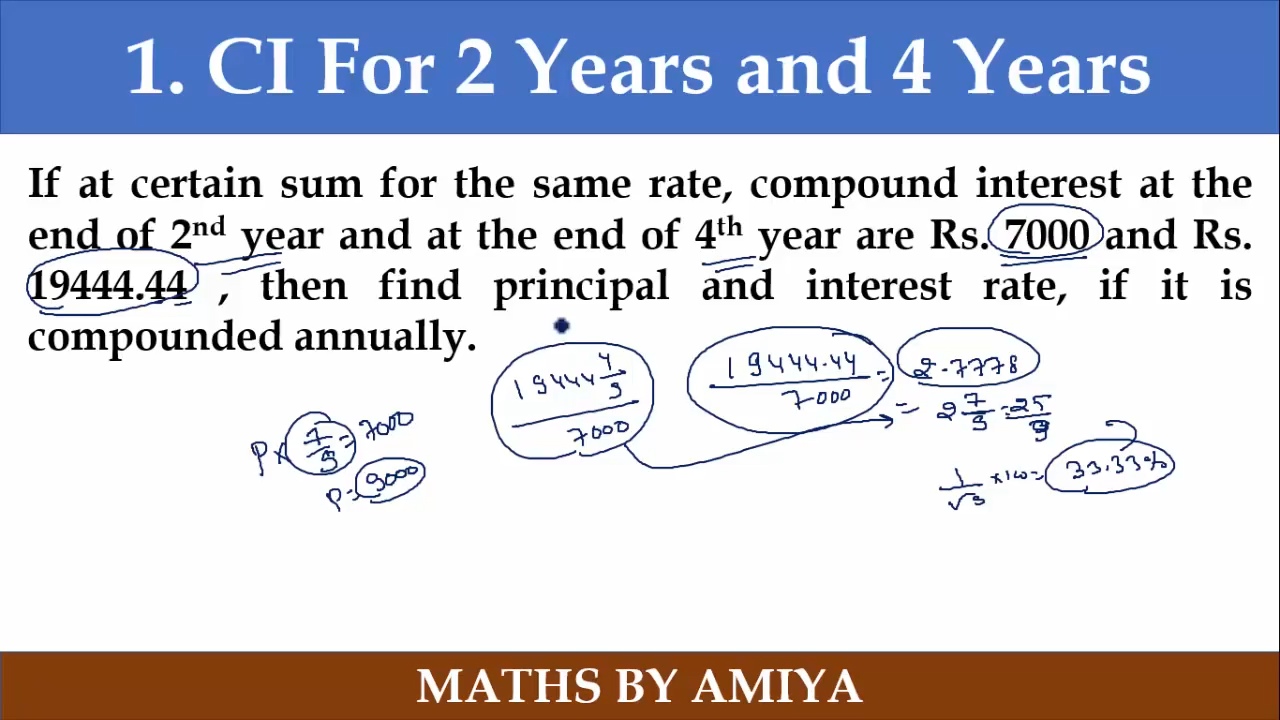 1. CI For 2 Years and 4 Years
If at certain sum for the same rate, compound interest at the
end of 2nd year and at the end of 4th year are Rs. 7000 and Rs.
19444.44 , then find principal and interest rate, if it is
compounded annually.
19444 4/9 / 7000
19444.44 / 7000 = 2.7778
= 2 7/9 = 25/9
P × 7/9 = 7000
P = 9000
1/√9 × 100 = 33.33%
MATHS BY AMIYA